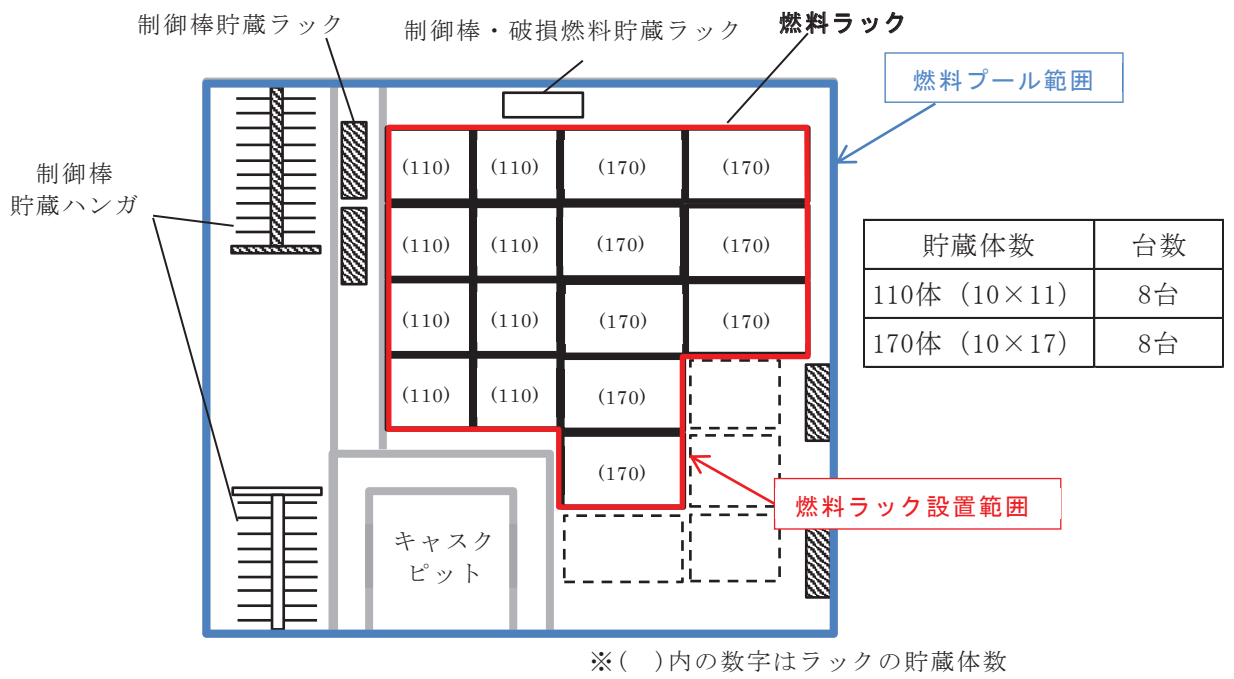 制御棒貯蔵ラック
制御棒・破損燃料貯蔵ラック
燃料ラック
燃料プール範囲
制御棒
貯蔵ハンガ
(110) (110) (170) (170)
(110) (110) (170) (170)
(110) (110) (170) (170)
(110) (110) (170)
(170)
貯蔵体数 台数
110体 (10×11) 8台
170体 (10×17) 8台
燃料ラック設置範囲
キャスク
ピット
※( )内の数字はラックの貯蔵体数